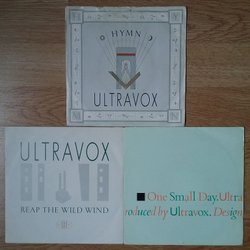 HYMN
ULTRAVOX
ULTRAVOX
REAP THE WILD WIND
One Small Day.Ultra
roduced by Ultravox. Design